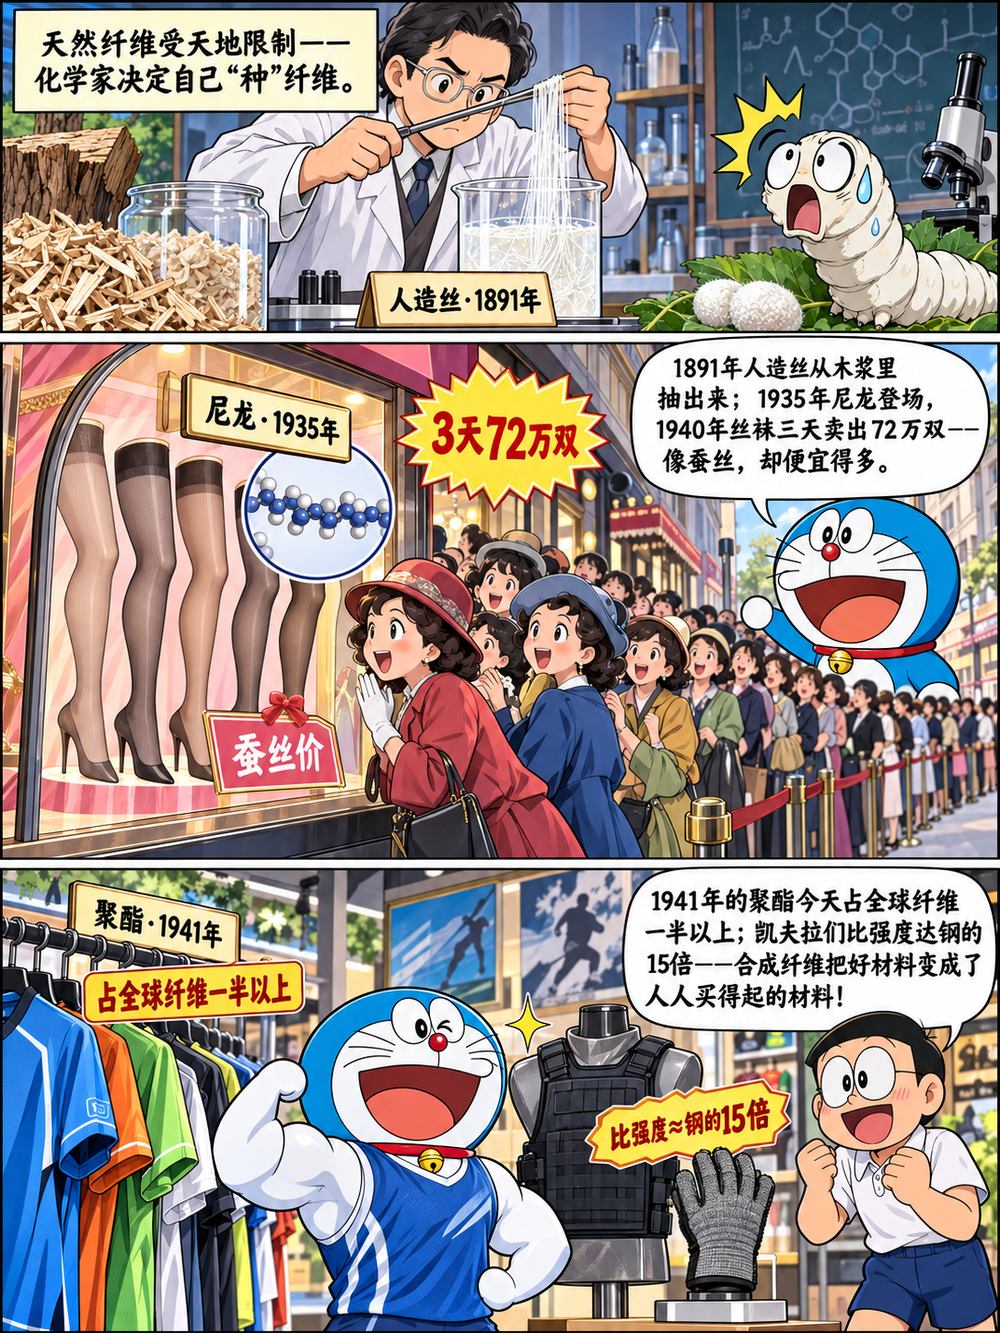 天然纤维受天地限制——
化学家决定自己“种”纤维。
人造丝·1891年
尼龙·1935年
3天72万双
1891年人造丝从木浆里
抽出来；1935年尼龙登场，
1940年丝袜三天卖出72万双——
像蚕丝，却便宜得多。
蚕丝价
聚酯·1941年
占全球纤维一半以上
1941年的聚酯今天占全球纤维
一半以上；凯夫拉们比强度达钢的
15倍——合成纤维把好材料变成了
人人买得起的材料！
比强度≈钢的15倍